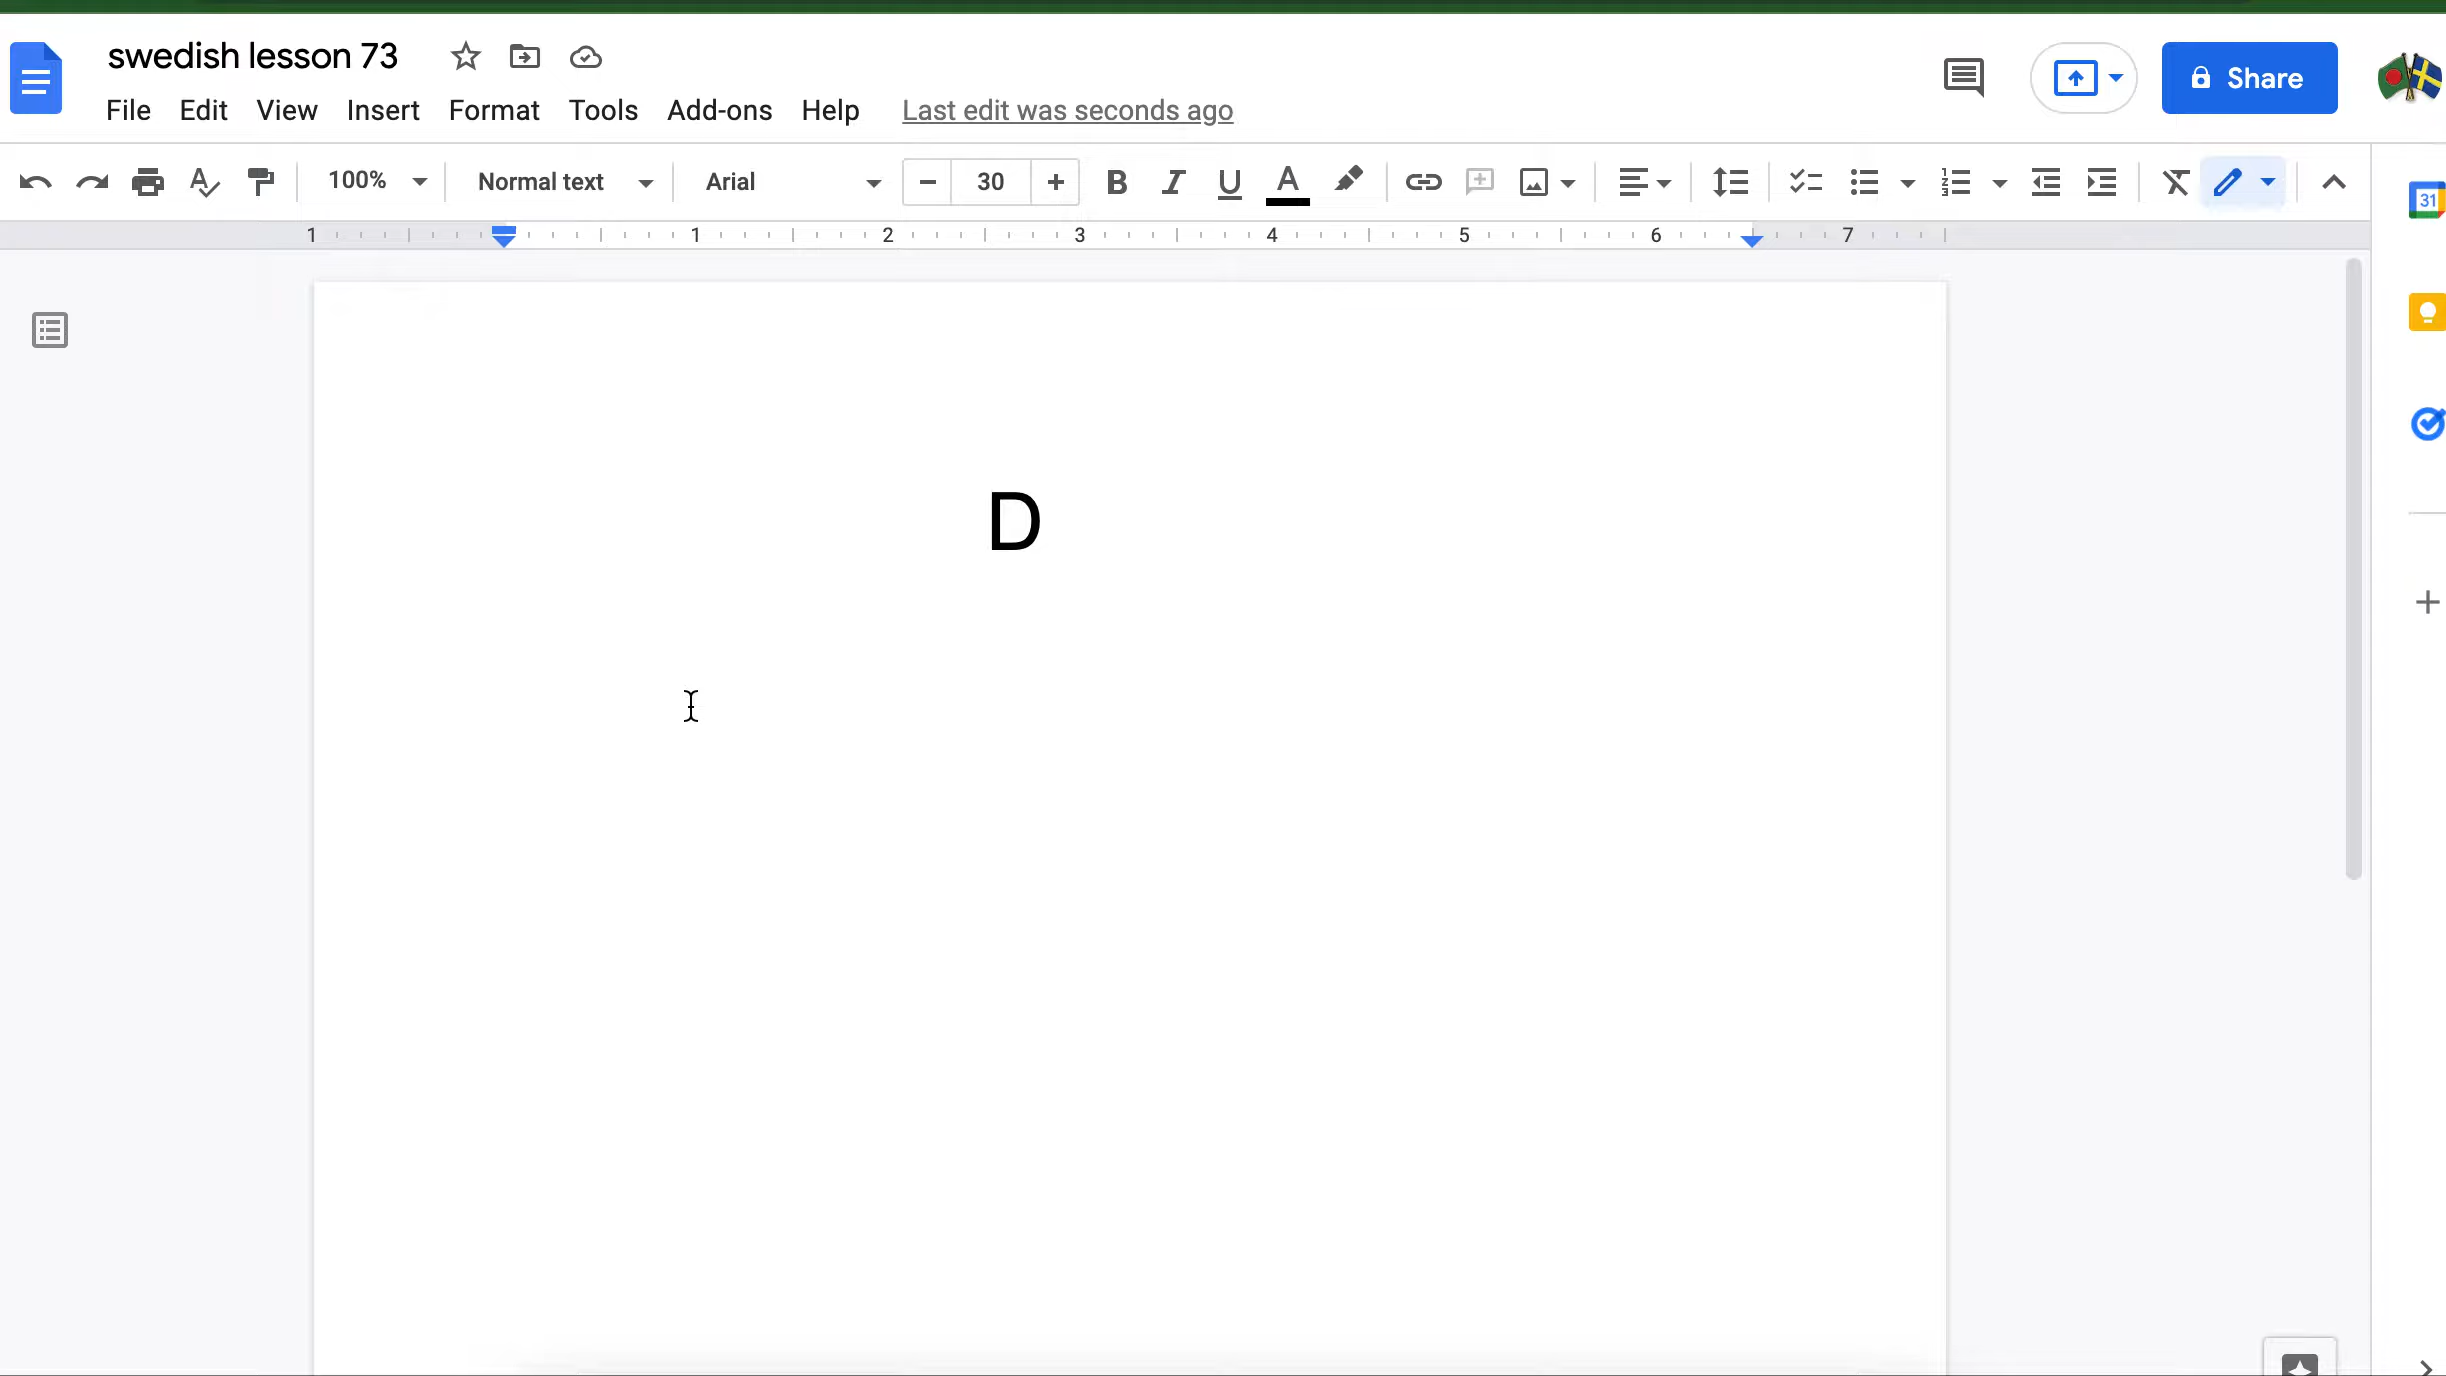 swedish lesson 73
File Edit View Insert Format Tools Add-ons Help Last edit was seconds ago
Share
100% Normal text Arial 30 B I U A
31
1 1 2 3 4 5 6 7
D